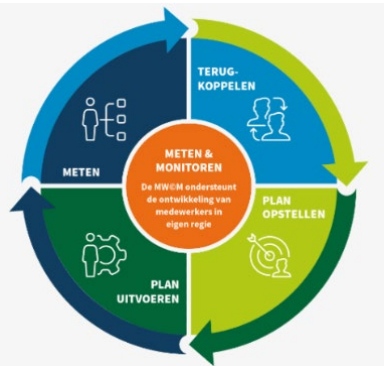 TERUG-
KOPPELEN
METEN
METEN &
MONITOREN
De MW©M ondersteunt
de ontwikkeling van
medewerkers in
eigen regie
PLAN
OPSTELLEN
PLAN
UITVOEREN